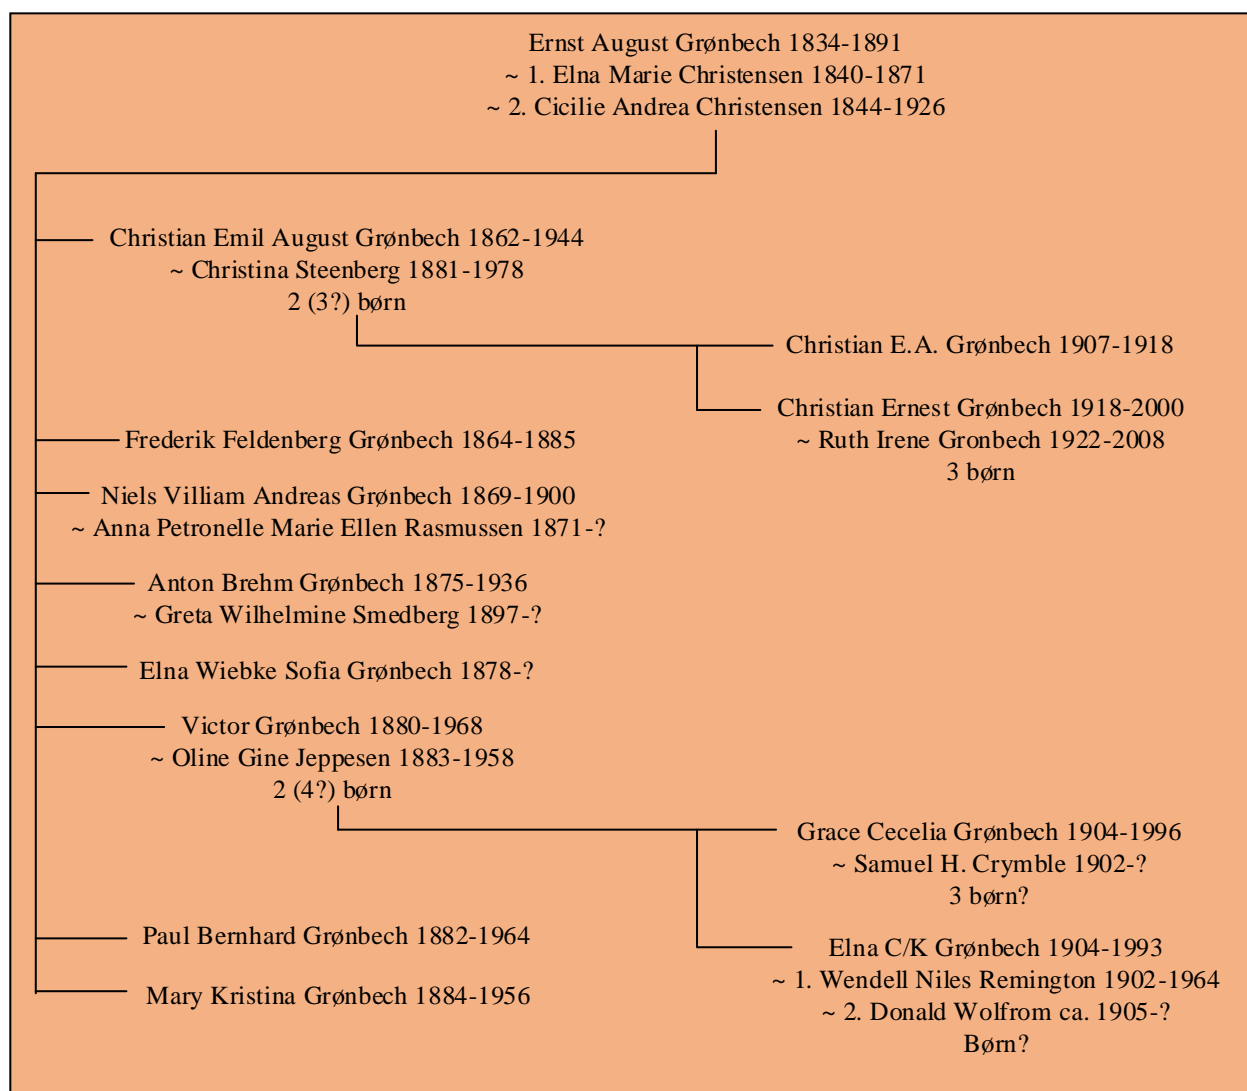 Ernst August Grønbech 1834-1891
~ 1. Elna Marie Christensen 1840-1871
~ 2. Cicilie Andrea Christensen 1844-1926
Christian Emil August Grønbech 1862-1944
~ Christina Steenberg 1881-1978
2 (3?) børn
Christian E.A. Grønbech 1907-1918
Christian Ernest Grønbech 1918-2000
~ Ruth Irene Gronbech 1922-2008
3 børn
Frederik Feldenberg Grønbech 1864-1885
Niels Villiam Andreas Grønbech 1869-1900
~ Anna Petronelle Marie Ellen Rasmussen 1871-?
Anton Brehm Grønbech 1875-1936
~ Greta Wilhelmine Smedberg 1897-?
Elna Wiebke Sofia Grønbech 1878-?
Victor Grønbech 1880-1968
~ Oline Gine Jeppesen 1883-1958
2 (4?) børn
Grace Cecelia Grønbech 1904-1996
~ Samuel H. Crymble 1902-?
3 børn?
Elna C/K Grønbech 1904-1993
~ 1. Wendell Niles Remington 1902-1964
~ 2. Donald Wolfrom ca. 1905-?
Børn?
Paul Bernhard Grønbech 1882-1964
Mary Kristina Grønbech 1884-1956